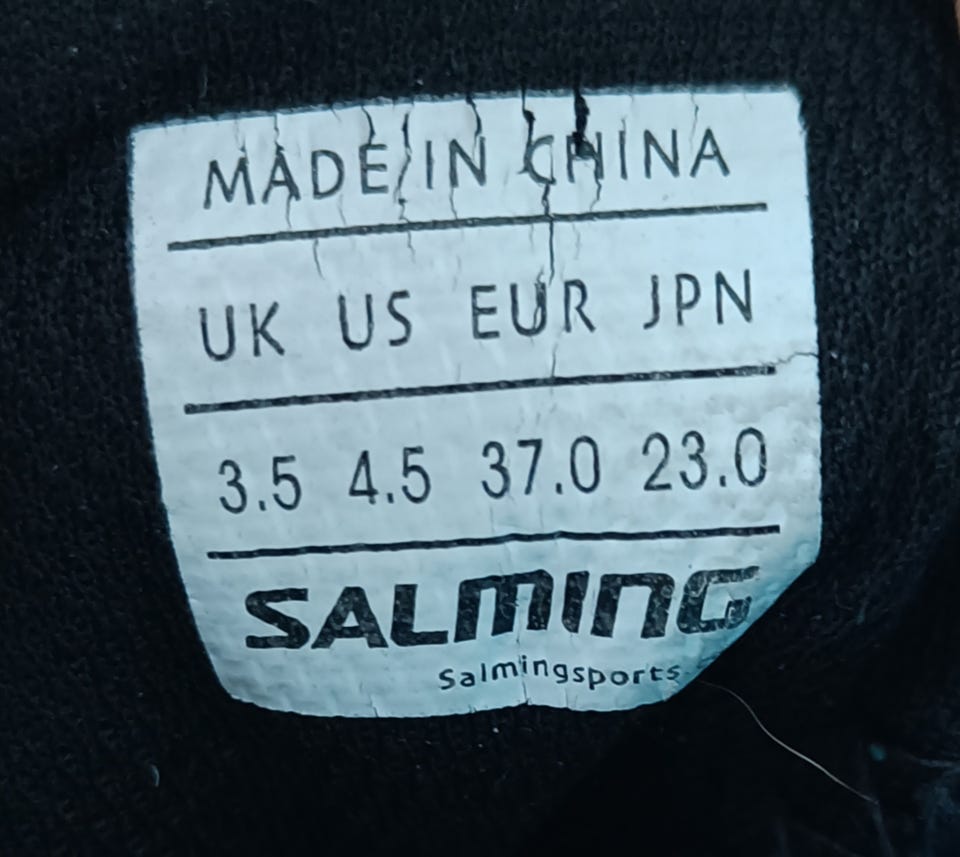 MADE IN CHINA
UK US EUR JPN
3.5 4.5 37.0 23.0
SALMING
Salmingsports.